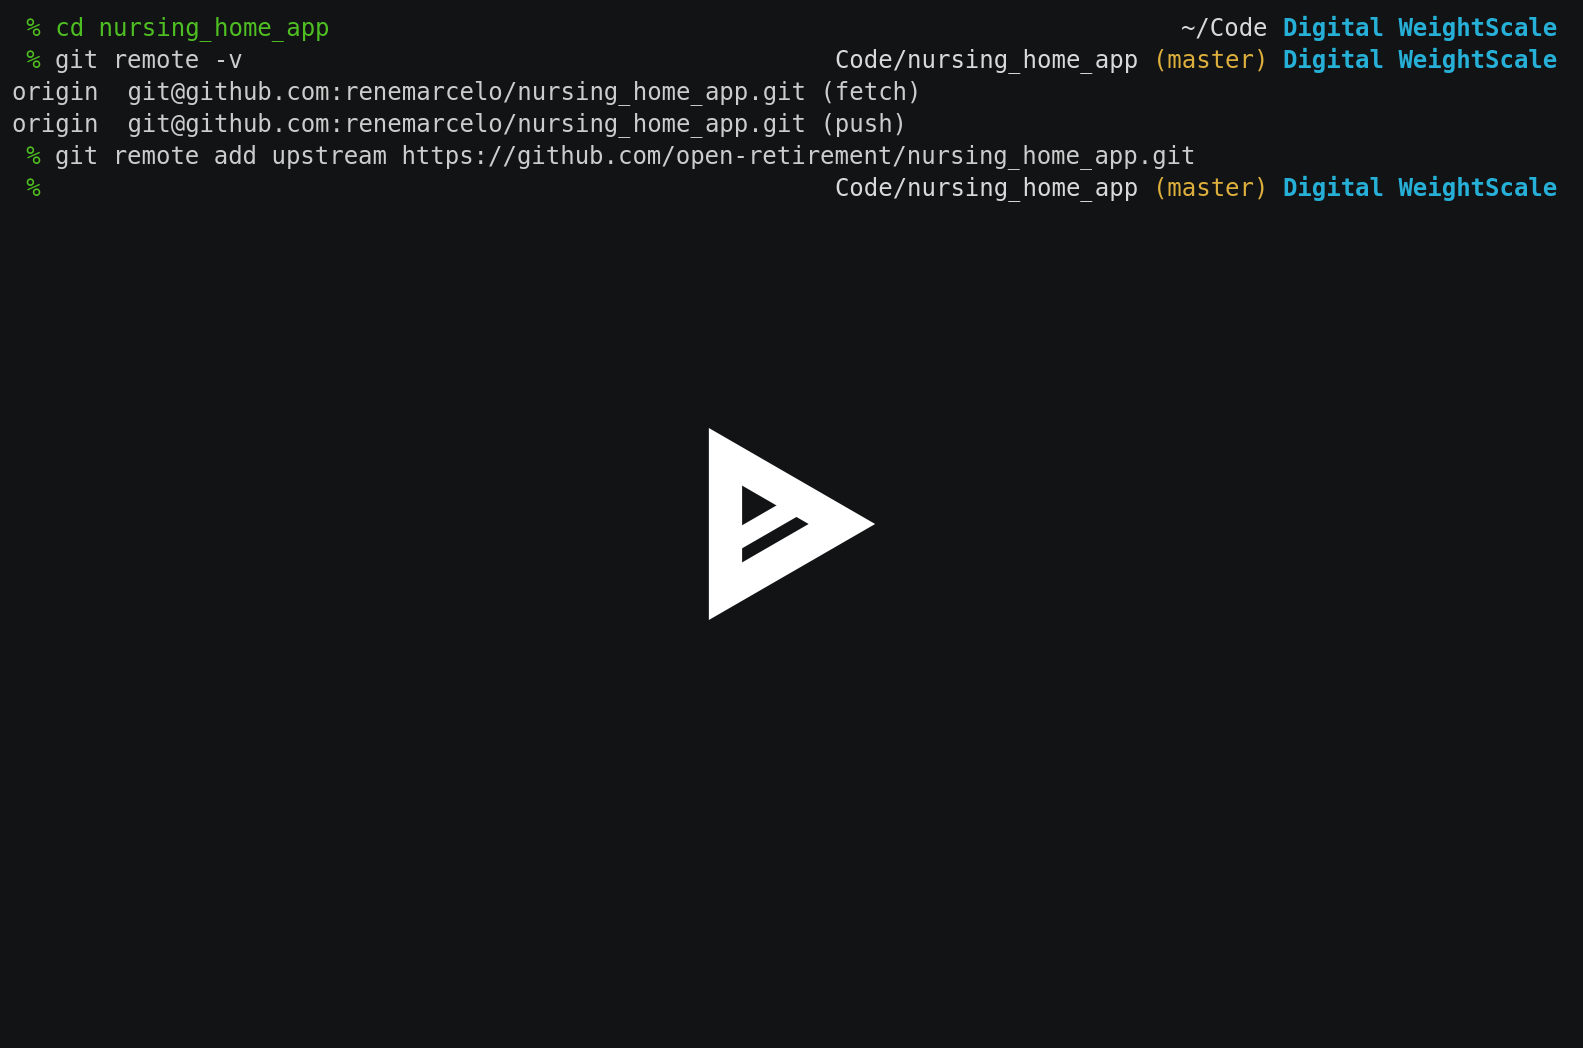 % cd nursing_home_app ~/Code Digital WeightScale
% git remote -v Code/nursing_home_app (master) Digital WeightScale
origin  git@github.com:renemarcelo/nursing_home_app.git (fetch)
origin  git@github.com:renemarcelo/nursing_home_app.git (push)
% git remote add upstream https://github.com/open-retirement/nursing_home_app.git
% Code/nursing_home_app (master) Digital WeightScale